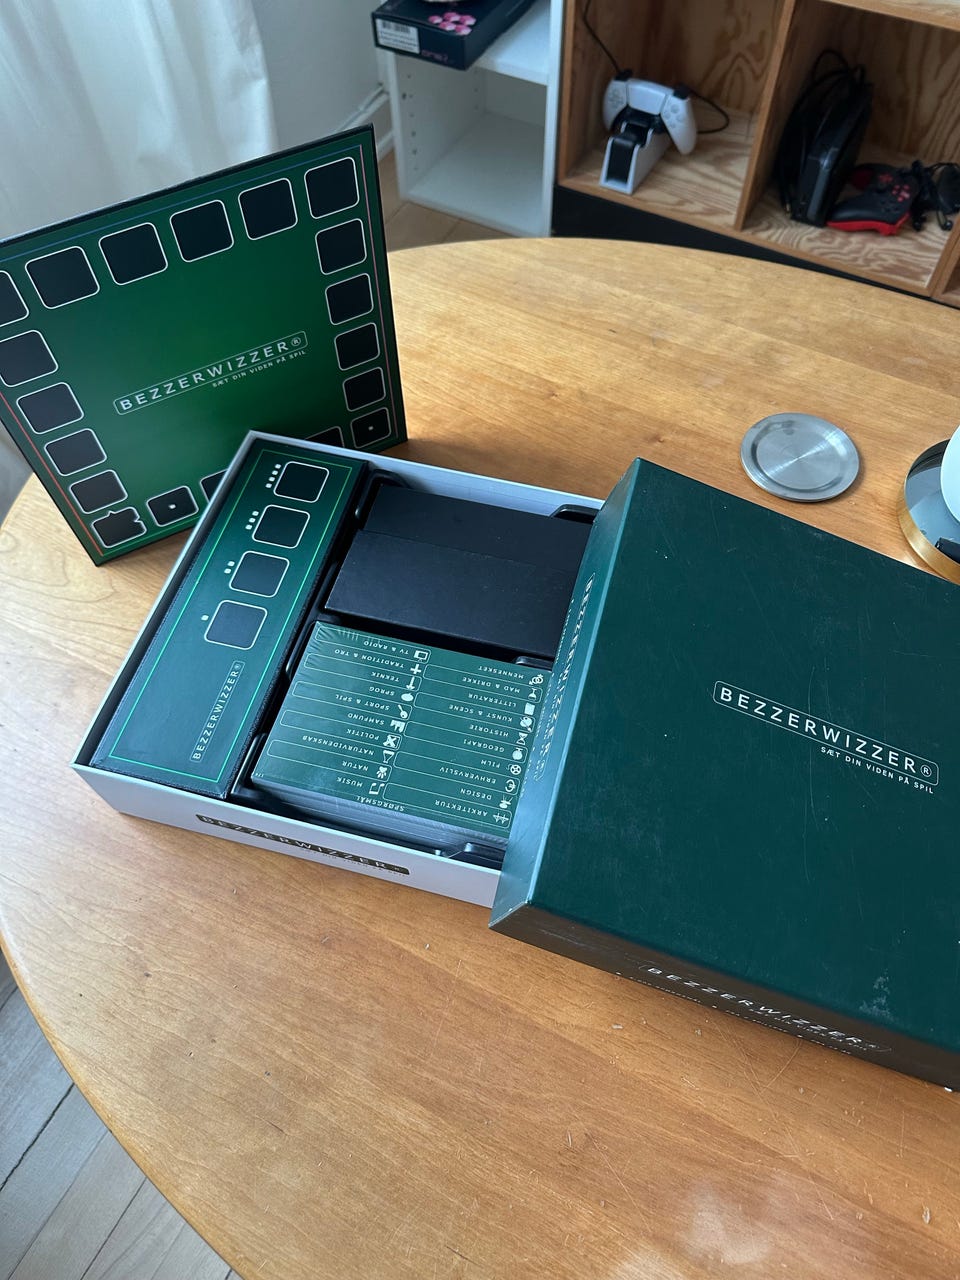 BEZZERWIZZER®
SÆT DIN VIDEN PÅ SPIL
BEZZERWIZZER®
TV & RADIO
TRADITION & TRO
TEKNIK
SPROG
SPORT & SPIL
SAMFUND
POLITIK
NATURVIDENSKAB
NATUR
MUSIK
MENNESKET
MAD & DRIKKE
LITTERATUR
KUNST & SCENE
HISTORIE
GEOGRAFI
FILM
ERHVERVSLIV
DESIGN
ARKITEKTUR
SPØRGSMÅL
BEZZERWIZZER®
BEZZERWIZZER®
BEZZERWIZZER®
SÆT DIN VIDEN PÅ SPIL
BEZZERWIZZER®